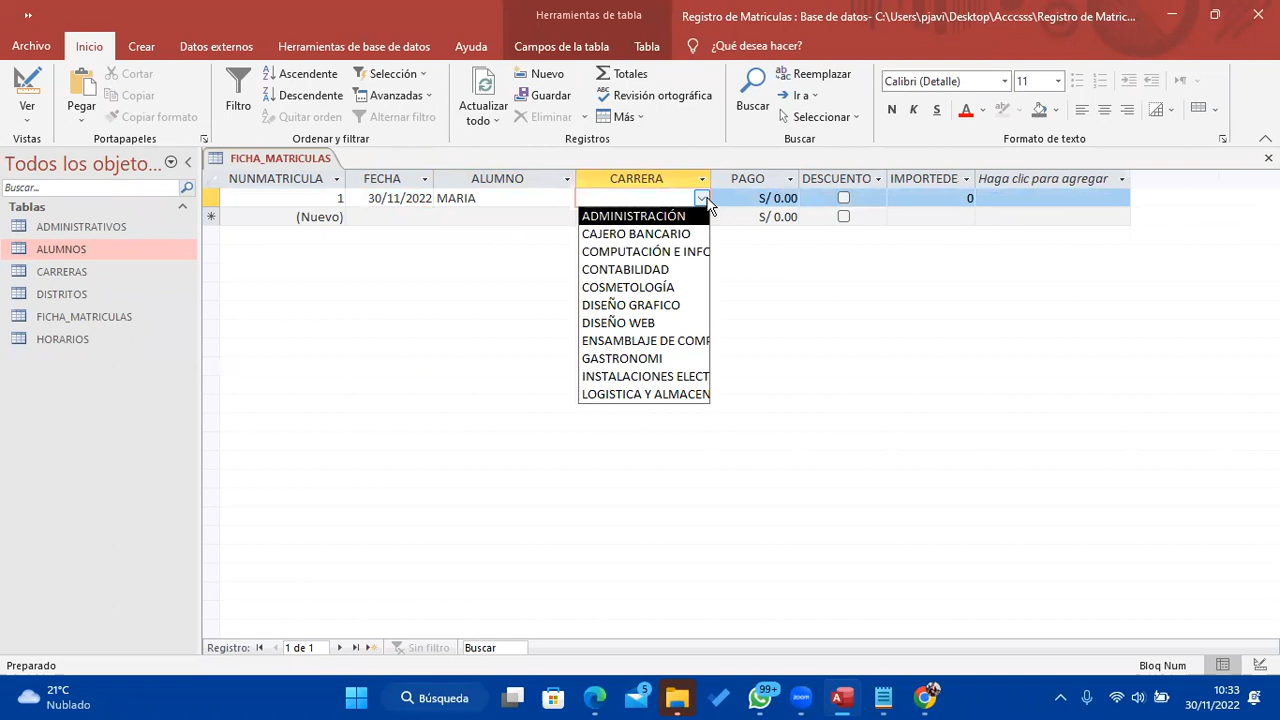 Herramientas de tabla
Registro de Matriculas : Base de datos- C:\Users\pjavi\Desktop\Acccsss\Registro de Matric...
Archivo Inicio Crear Datos externos Herramientas de base de datos Ayuda Campos de la tabla Tabla ¿Qué desea hacer?
Ver
Vistas
Pegar
Cortar
Copiar
Copiar formato
Portapapeles
Filtro
Ascendente
Descendente
Quitar orden
Selección
Avanzadas
Alternar filtro
Ordenar y filtrar
Actualizar
todo
Nuevo
Guardar
Eliminar
Totales
Revisión ortográfica
Más
Registros
Buscar
Reemplazar
Ir a
Seleccionar
Buscar
Calibri (Detalle) 11
N K S A
Formato de texto
Todos los objeto...
Buscar...
Tablas
ADMINISTRATIVOS
ALUMNOS
CARRERAS
DISTRITOS
FICHA_MATRICULAS
HORARIOS
FICHA_MATRICULAS
NUNMATRICULA FECHA ALUMNO CARRERA PAGO DESCUENTO IMPORTEDE Haga clic para agregar
1 30/11/2022 MARIA S/ 0.00 0
(Nuevo) S/ 0.00
ADMINISTRACIÓN
CAJERO BANCARIO
COMPUTACIÓN E INFO
CONTABILIDAD
COSMETOLOGÍA
DISEÑO GRAFICO
DISEÑO WEB
ENSAMBLAJE DE COMP
GASTRONOMI
INSTALACIONES ELECT
LOGISTICA Y ALMACEN
Registro: 1 de 1 Sin filtro Buscar
Preparado
Bloq Num
21°C
Nublado
Búsqueda
5
99+
zoom
10:33
30/11/2022